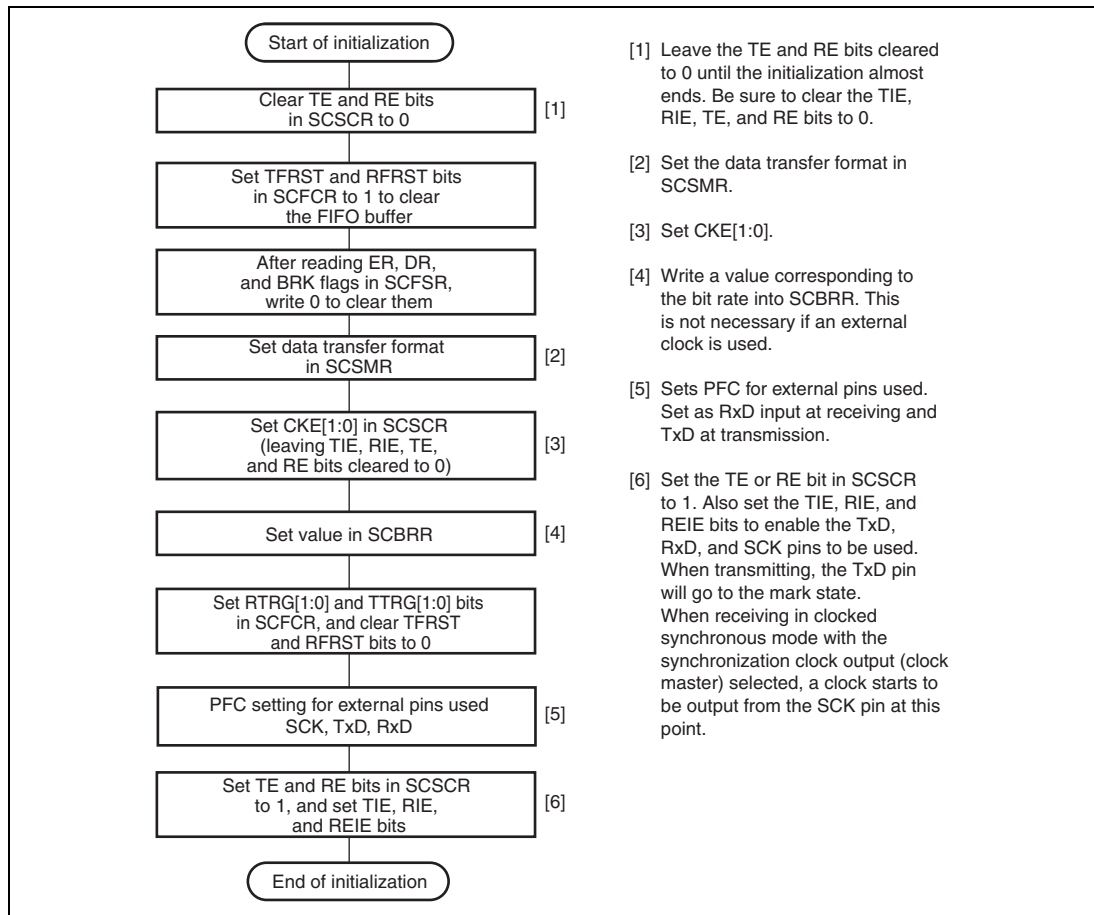 Start of initialization
Clear TE and RE bits
in SCSCR to 0
[1]
Set TFRST and RFRST bits
in SCFCR to 1 to clear
the FIFO buffer
After reading ER, DR,
and BRK flags in SCFSR,
write 0 to clear them
Set data transfer format
in SCSMR
[2]
Set CKE[1:0] in SCSCR
(leaving TIE, RIE, TE,
and RE bits cleared to 0)
[3]
Set value in SCBRR
[4]
Set RTRG[1:0] and TTRG[1:0] bits
in SCFCR, and clear TFRST
and RFRST bits to 0
PFC setting for external pins used
SCK, TxD, RxD
[5]
Set TE and RE bits in SCSCR
to 1, and set TIE, RIE,
and REIE bits
[6]
End of initialization
[1] Leave the TE and RE bits cleared
to 0 until the initialization almost
ends. Be sure to clear the TIE,
RIE, TE, and RE bits to 0.
[2] Set the data transfer format in
SCSMR.
[3] Set CKE[1:0].
[4] Write a value corresponding to
the bit rate into SCBRR. This
is not necessary if an external
clock is used.
[5] Sets PFC for external pins used.
Set as RxD input at receiving and
TxD at transmission.
[6] Set the TE or RE bit in SCSCR
to 1. Also set the TIE, RIE, and
REIE bits to enable the TxD,
RxD, and SCK pins to be used.
When transmitting, the TxD pin
will go to the mark state.
When receiving in clocked
synchronous mode with the
synchronization clock output (clock
master) selected, a clock starts to
be output from the SCK pin at this
point.